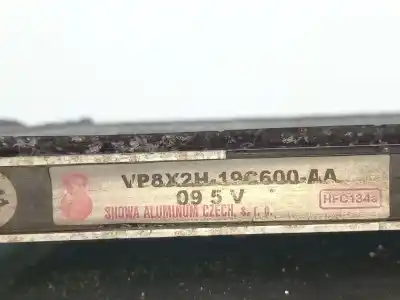 VP8X2H-19C600-AA
09 5 V
SHOWA ALUMINUM CZECH, s. r. o.
HFC134a